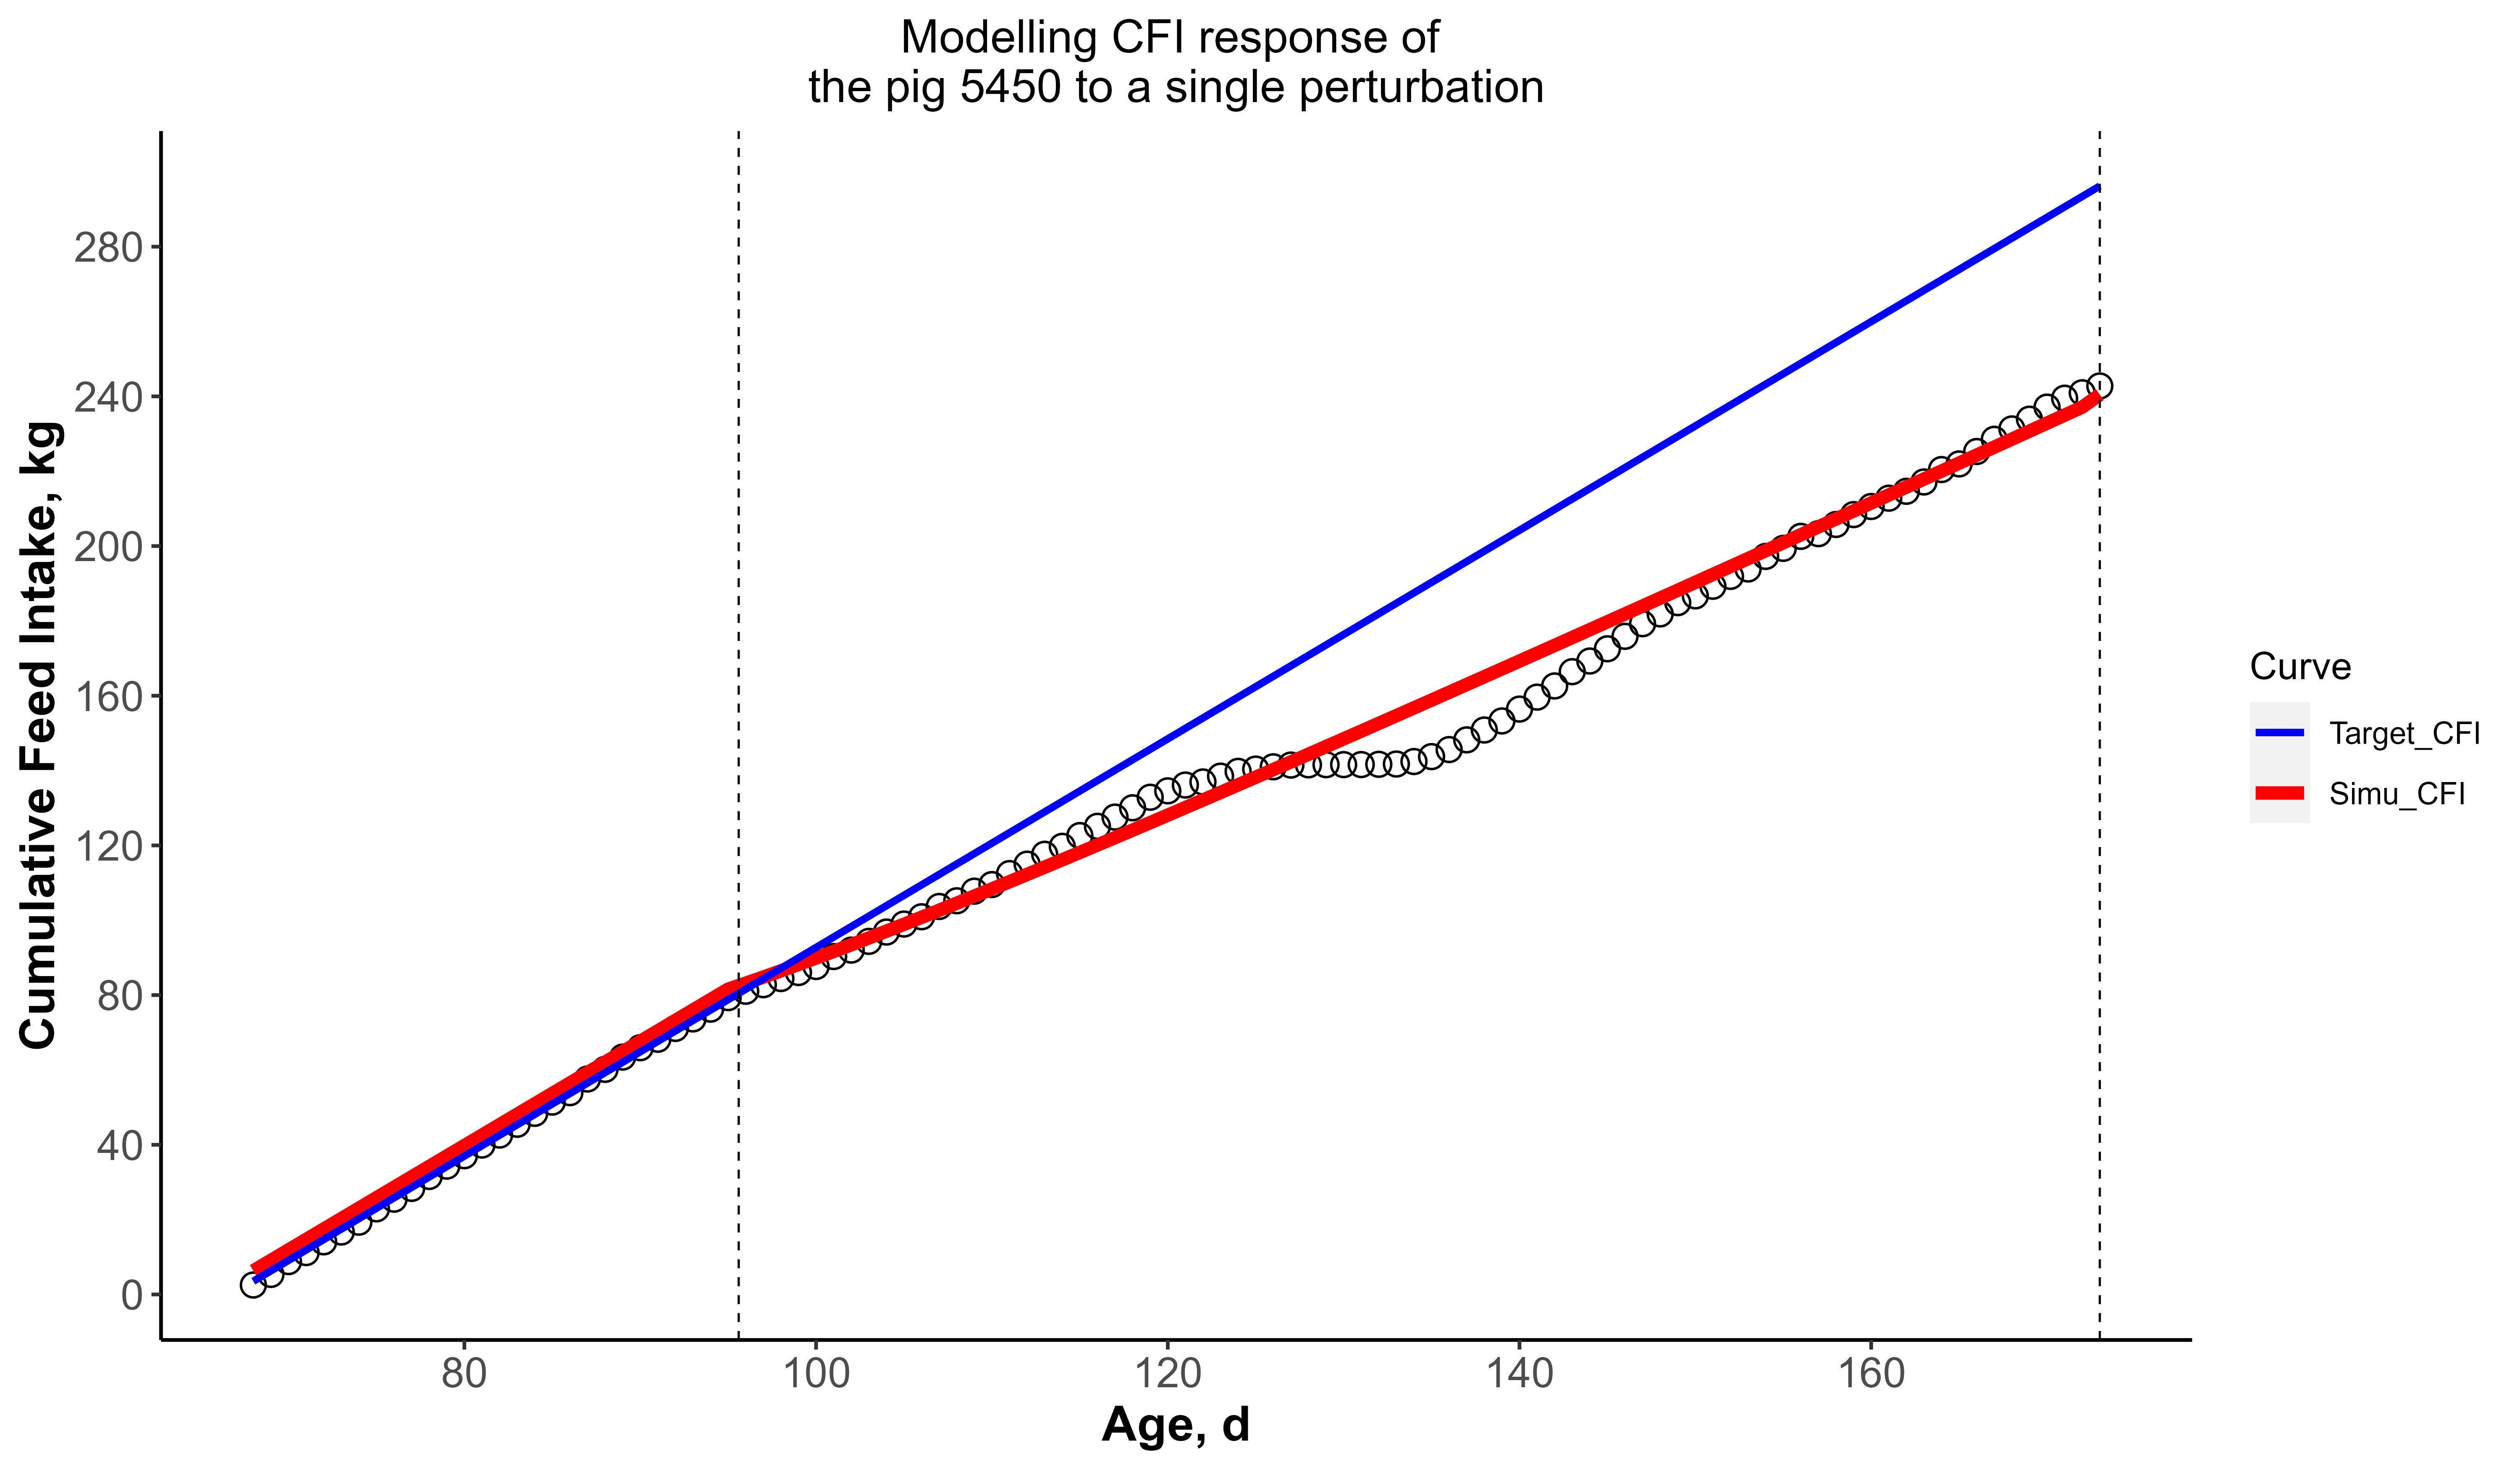 Modelling CFI response of
the pig 5450 to a single perturbation
Cumulative Feed Intake, kg
280
240
200
160
120
80
40
0
80
100
120
140
160
Age, d
Curve
Target_CFI
Simu_CFI